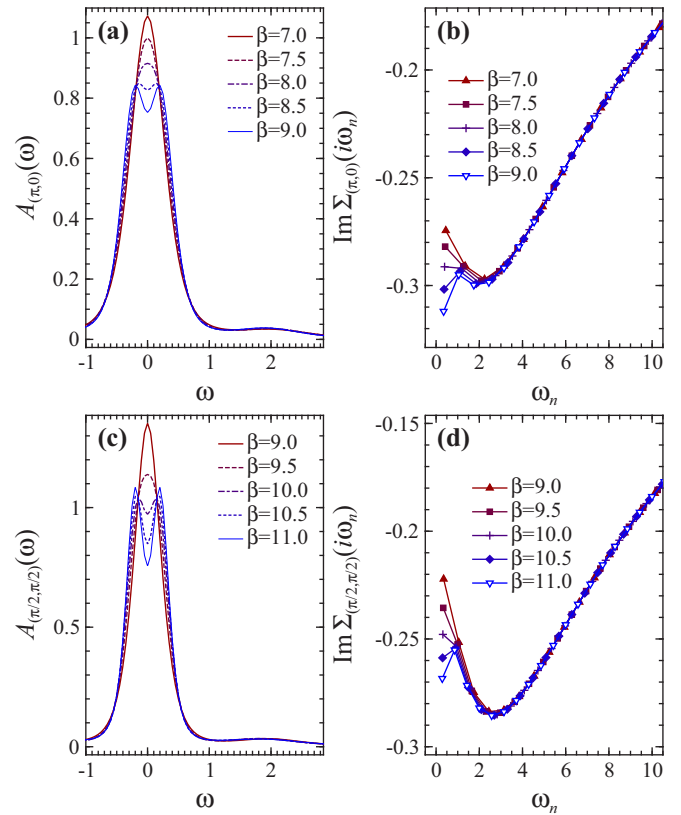 (a)
β=7.0
β=7.5
β=8.0
β=8.5
β=9.0
A(π,0)(ω)
1
0.8
0.6
0.4
0.2
0
-1 0 1 2
ω
(b)
β=7.0
β=7.5
β=8.0
β=8.5
β=9.0
Im Σ(π,0)(iωn)
-0.2
-0.25
-0.3
0 2 4 6 8 10
ωn
(c)
β=9.0
β=9.5
β=10.0
β=10.5
β=11.0
A(π/2,π/2)(ω)
1
0.5
0
-1 0 1 2
ω
(d)
β=9.0
β=9.5
β=10.0
β=10.5
β=11.0
Im Σ(π/2,π/2)(iωn)
-0.15
-0.2
-0.25
-0.3
0 2 4 6 8 10
ωn